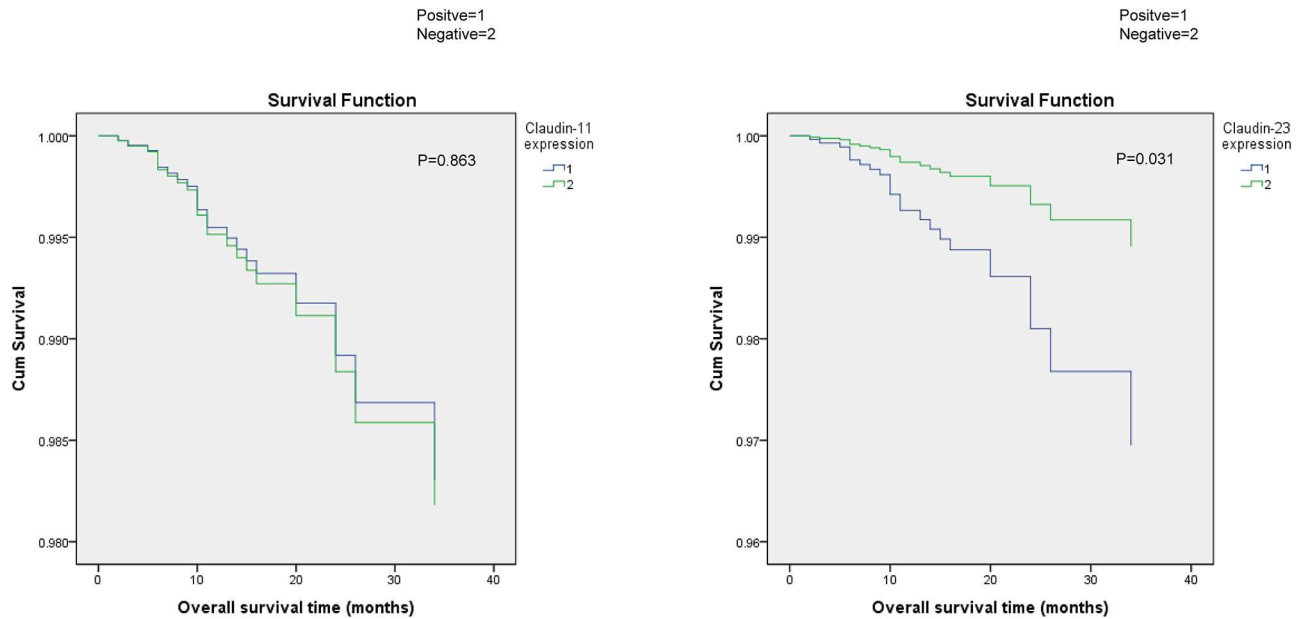 Positve=1
Negative=2
Survival Function
1.000
0.995
0.990
0.985
0.980
Cum Survival
P=0.863
Claudin-11
expression
1
2
0
10
20
30
40
Overall survival time (months)
Positve=1
Negative=2
Survival Function
1.00
0.99
0.98
0.97
0.96
Cum Survival
P=0.031
Claudin-23
expression
1
2
0
10
20
30
40
Overall survival time (months)